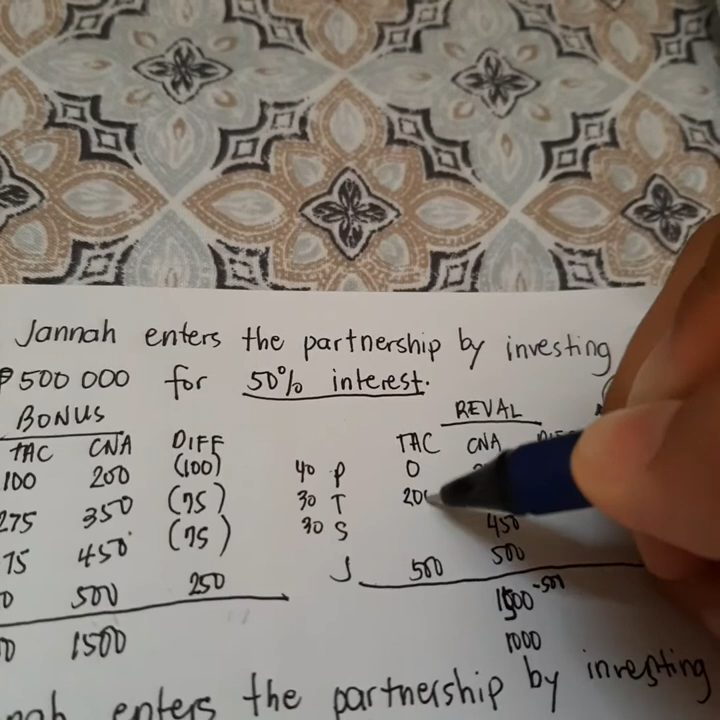 Jannah enters the partnership by investing
₱500 000 for 50% interest.
BONUS REVAL
TAC CNA DIFF TAC CNA
100 200 (100) 40 P 0
275 350 (75) 30 T
75 450 (75) 30 S 450
500 250 J 500 500
1500
1000
1500
enters the partnership by investing